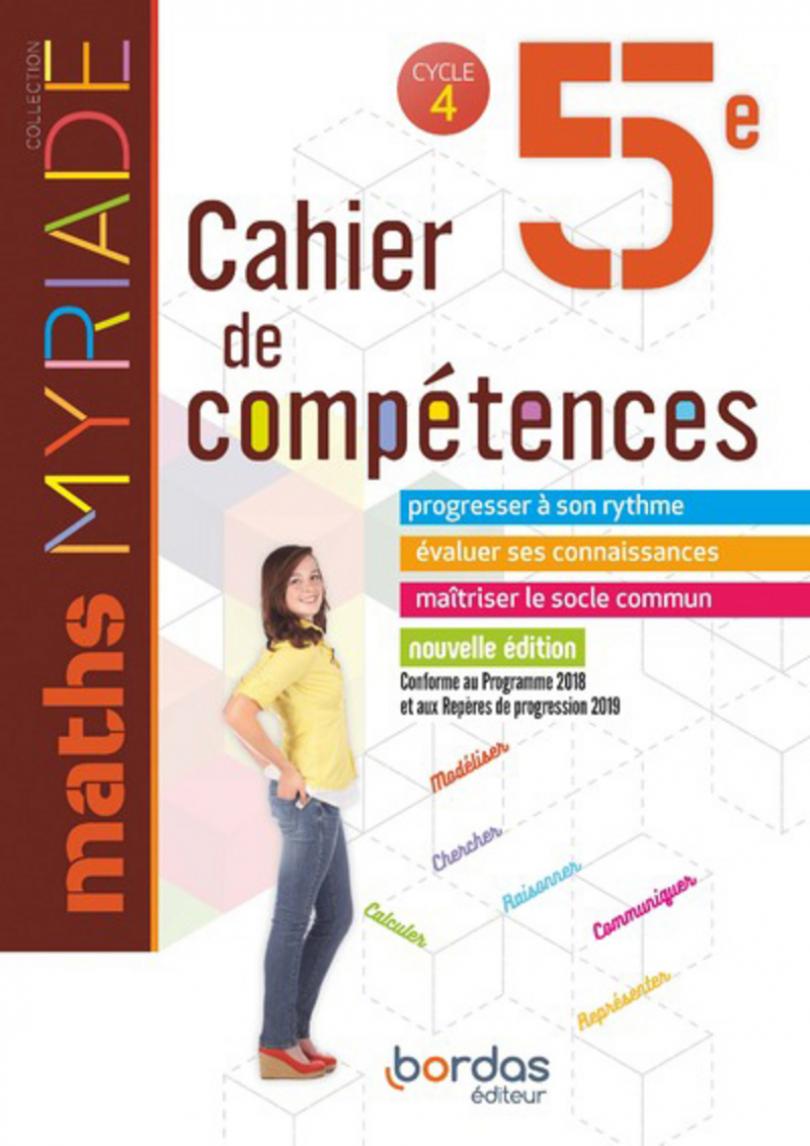 COLLECTION
maths MYRIADE
CYCLE
4
5e
Cahier
de
compétences
progresser à son rythme
évaluer ses connaissances
maîtriser le socle commun
nouvelle édition
Conforme au Programme 2018
et aux Repères de progression 2019
Modéliser
Chercher
Raisonner
Calculer
Communiquer
Représenter
bordas
éditeur